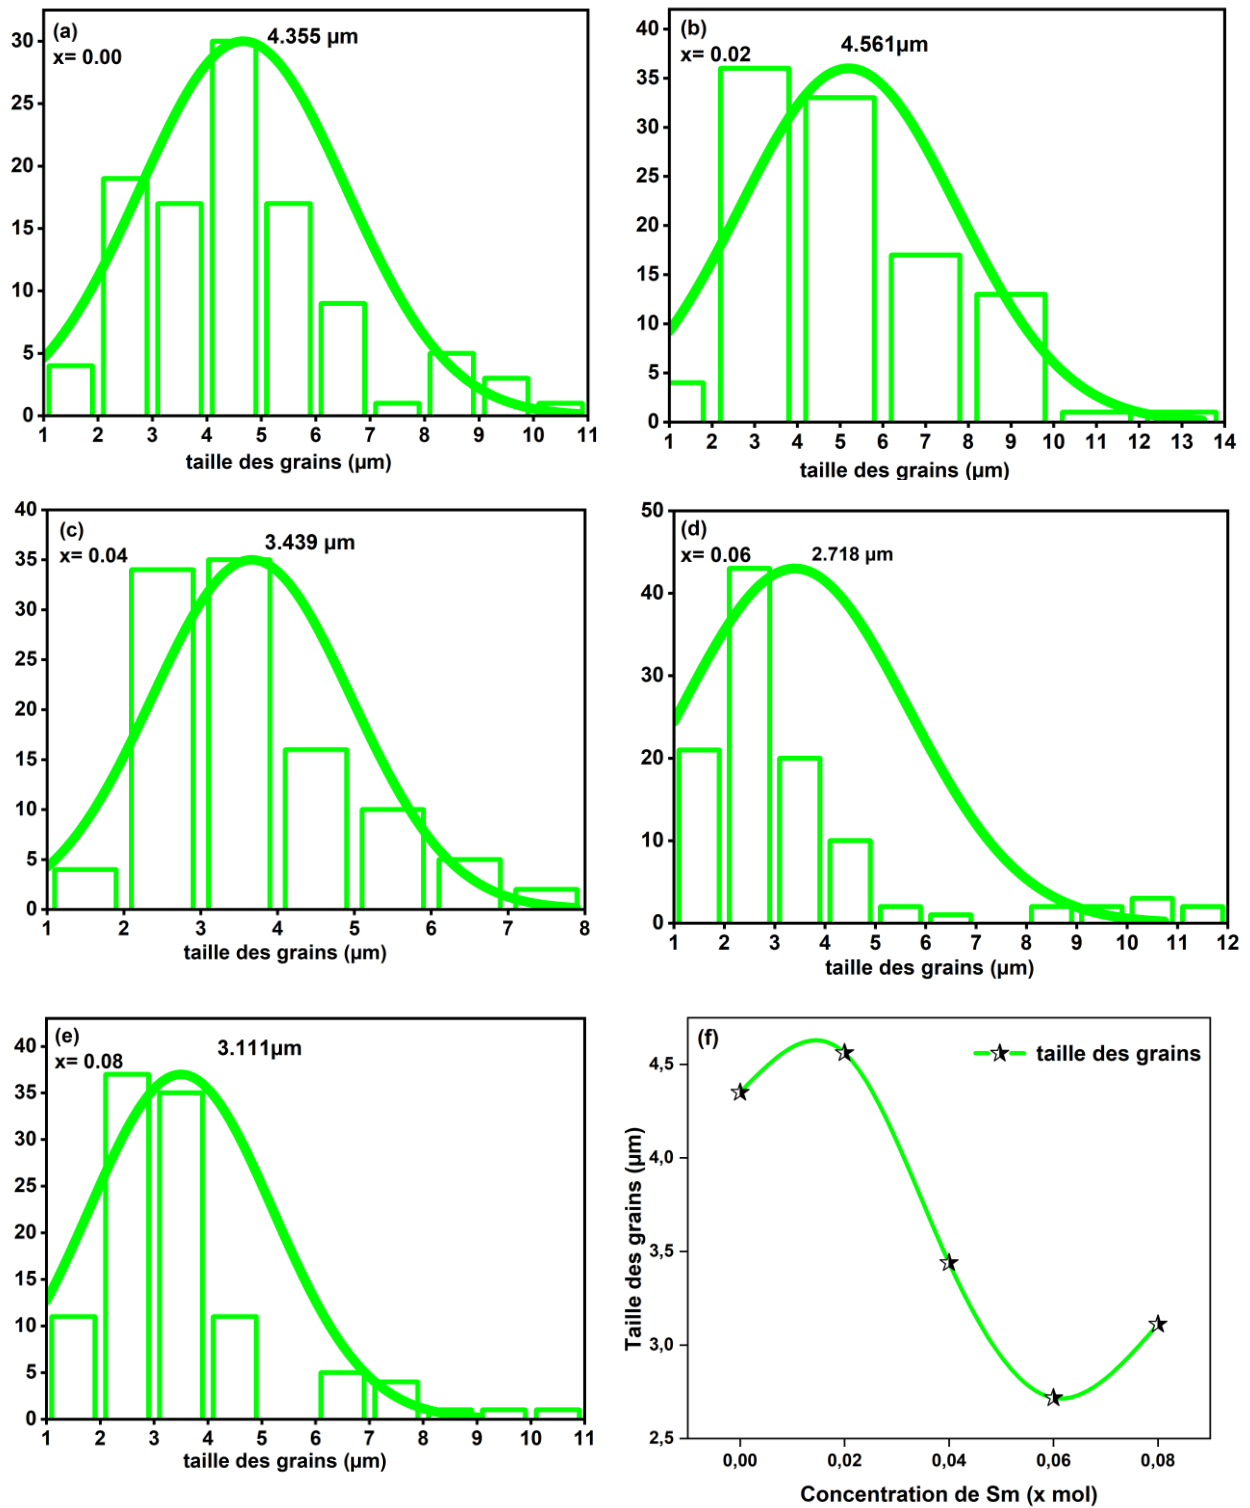 (a)
x= 0.00
4.355 µm
30
25
20
15
10
5
0
1 2 3 4 5 6 7 8 9 10 11
taille des grains (µm)
(b)
x= 0.02
4.561µm
40
35
30
25
20
15
10
5
0
1 2 3 4 5 6 7 8 9 10 11 12 13 14
taille des grains (µm)
(c)
x= 0.04
3.439 µm
40
35
30
25
20
15
10
5
0
1 2 3 4 5 6 7 8
taille des grains (µm)
(d)
x= 0.06
2.718 µm
50
40
30
20
10
0
1 2 3 4 5 6 7 8 9 10 11 12
taille des grains (µm)
(e)
x= 0.08
3.111µm
40
35
30
25
20
15
10
5
0
1 2 3 4 5 6 7 8 9 10 11
taille des grains (µm)
(f)
taille des grains
Taille des grains (µm)
4,5
4,0
3,5
3,0
2,5
0,00 0,02 0,04 0,06 0,08
Concentration de Sm (x mol)